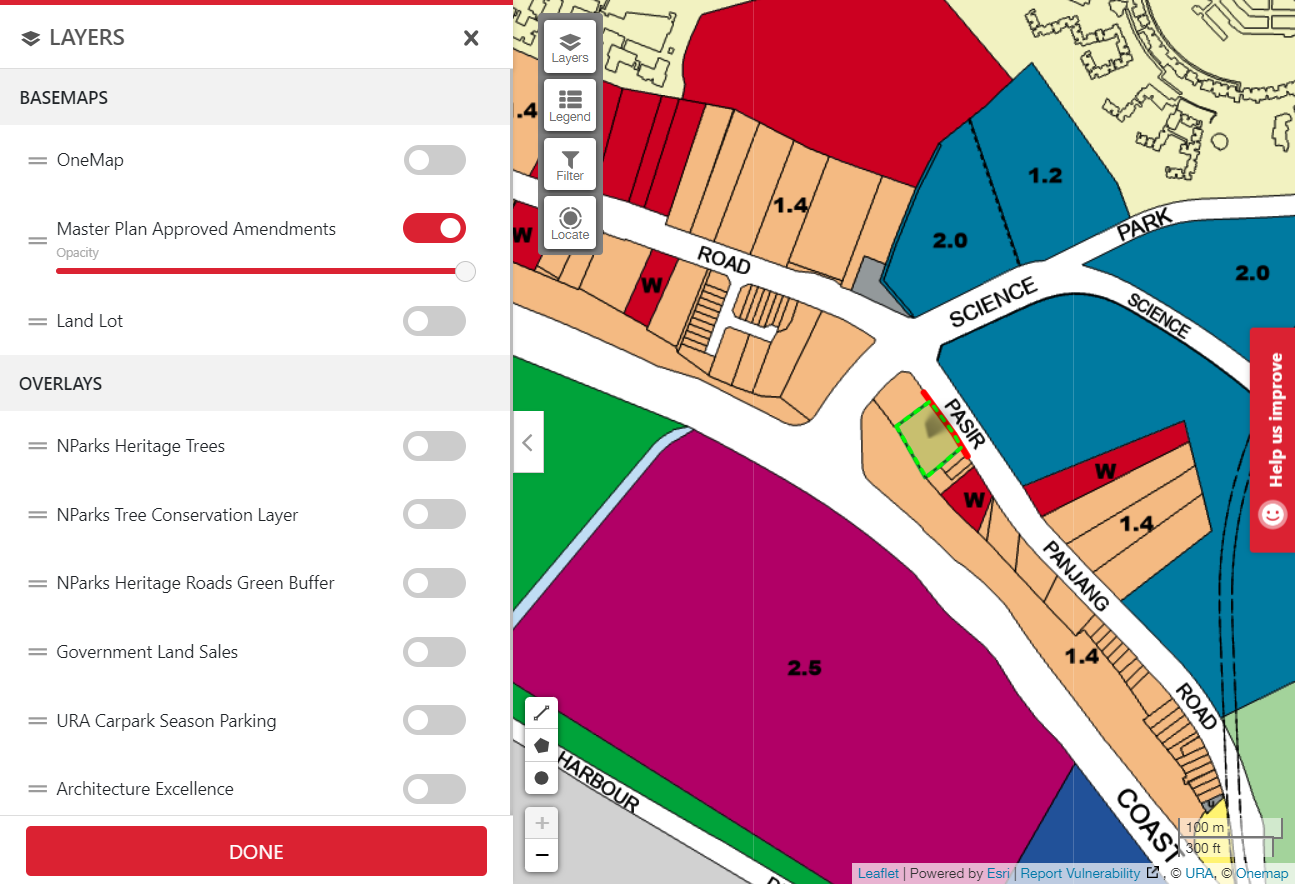 LAYERS
BASEMAPS
OneMap
Master Plan Approved Amendments
Opacity
Land Lot
OVERLAYS
NParks Heritage Trees
NParks Tree Conservation Layer
NParks Heritage Roads Green Buffer
Government Land Sales
URA Carpark Season Parking
Architecture Excellence
DONE
Layers
Legend
Filter
Locate
.4
1.4
1.2
2.0
2.0
W
W
ROAD
PARK
SCIENCE
SCIENCE
PASIR
W
W
1.4
PANJANG
1.4
ROAD
2.5
HARBOUR
COAST
Help us improve
+
−
100 m
300 ft
Leaflet | Powered by Esri | Report Vulnerability , © URA, © Onemap